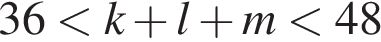 36 < k + l + m < 48